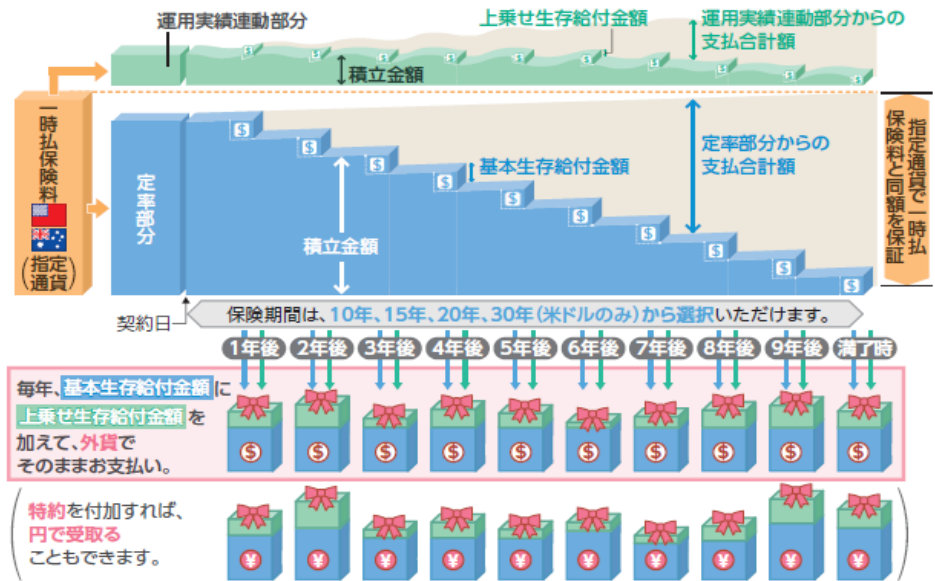 運用実績連動部分
上乗せ生存給付金額
運用実績連動部分からの
支払合計額
積立金額
一時払保険料
(指定通貨)
定率部分
$
$
$
$
$
$
$
$
$
$
基本生存給付金額
定率部分からの
支払合計額
積立金額
指定通貨で一時払
保険料と同額を保証
契約日
保険期間は、10年、15年、20年、30年(米ドルのみ)から選択いただけます。
1年後 2年後 3年後 4年後 5年後 6年後 7年後 8年後 9年後 満了時
毎年、基本生存給付金額に
上乗せ生存給付金額を
加えて、外貨で
そのままお支払い。
$ $ $ $ $ $ $ $ $ $
(特約を付加すれば、
円で受取る
こともできます。)
¥ ¥ ¥ ¥ ¥ ¥ ¥ ¥ ¥ ¥